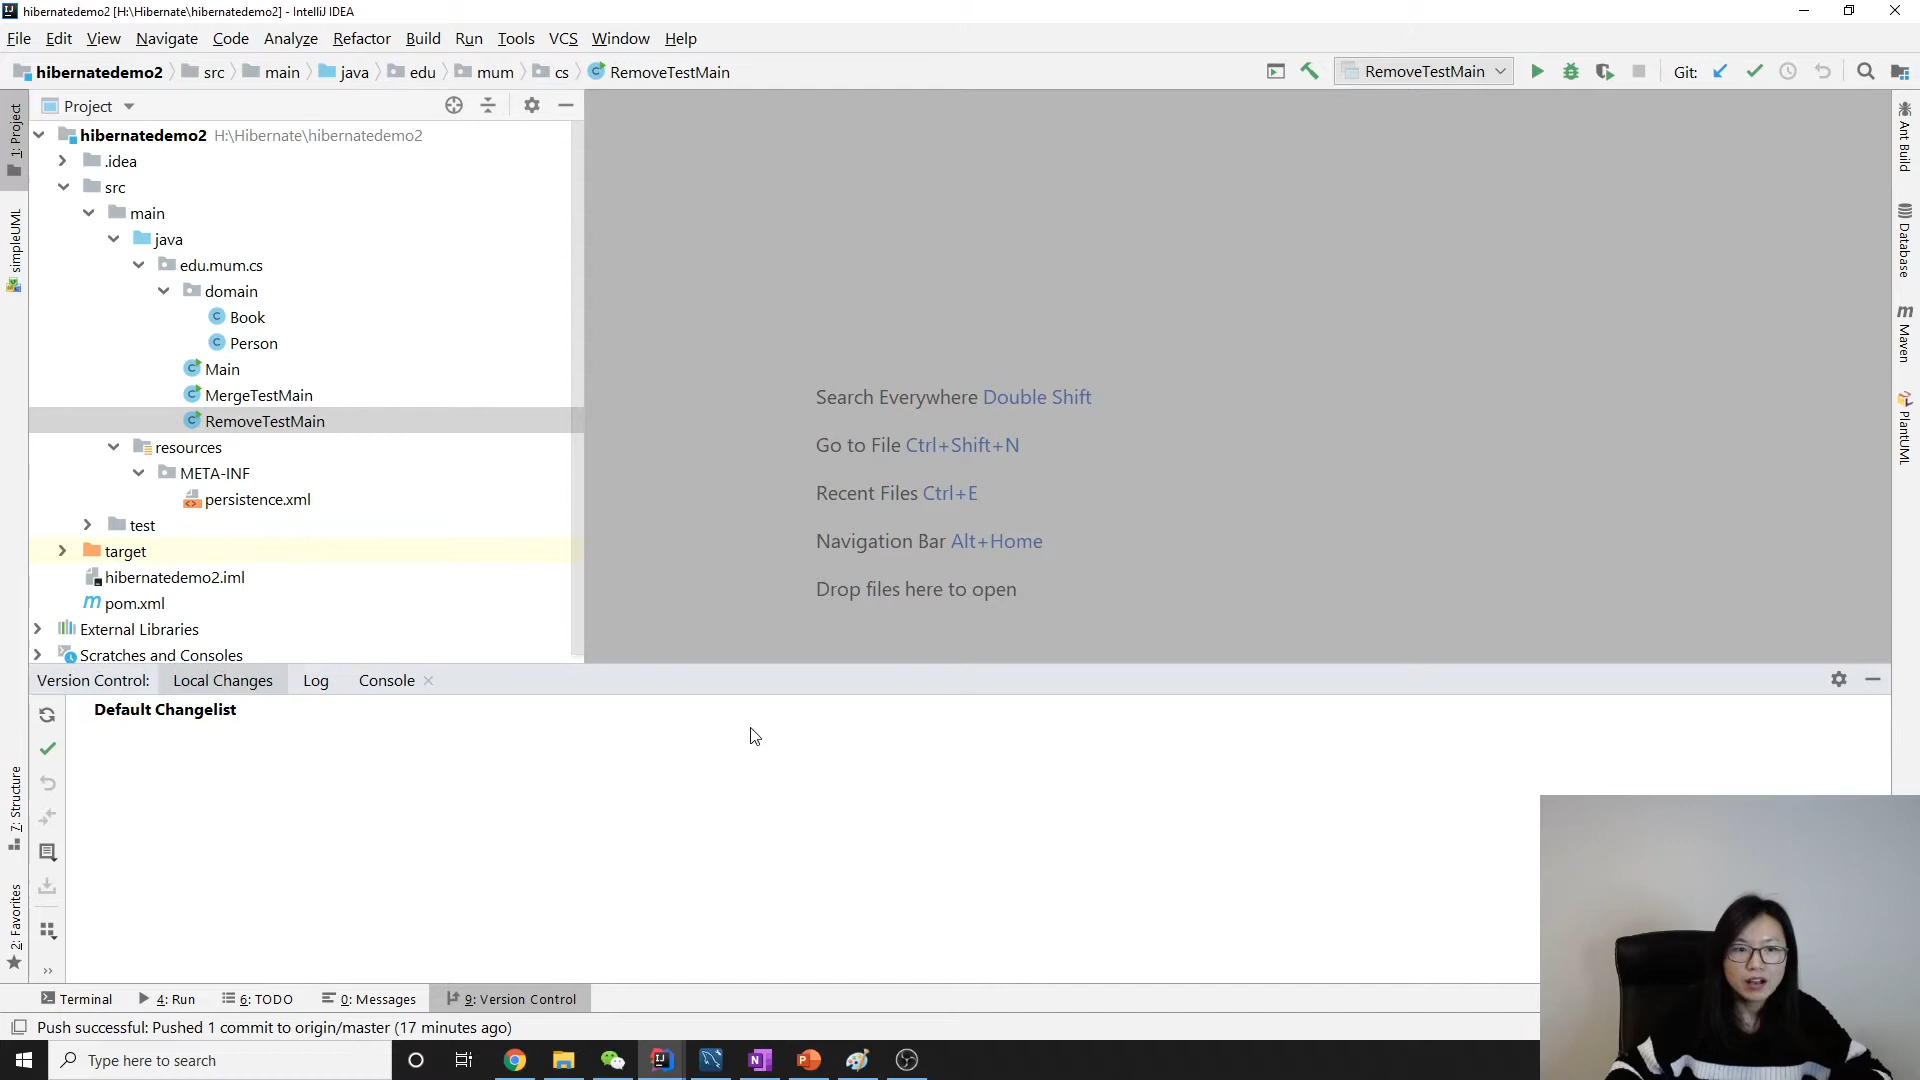 hibernatedemo2 [H:\Hibernate\hibernatedemo2] - IntelliJ IDEA
File Edit View Navigate Code Analyze Refactor Build Run Tools VCS Window Help
hibernatedemo2 src main java edu mum cs RemoveTestMain RemoveTestMain Git:
Project
hibernatedemo2 H:\Hibernate\hibernatedemo2
.idea
src
main
java
edu.mum.cs
domain
Book
Person
Main
MergeTestMain
RemoveTestMain
resources
META-INF
persistence.xml
test
target
hibernatedemo2.iml
pom.xml
External Libraries
Scratches and Consoles
1: Project
simpleUML
7: Structure
2: Favorites
Search Everywhere Double Shift
Go to File Ctrl+Shift+N
Recent Files Ctrl+E
Navigation Bar Alt+Home
Drop files here to open
Ant Build
Database
Maven
PlantUML
Version Control: Local Changes Log Console
Default Changelist
Terminal 4: Run 6: TODO 0: Messages 9: Version Control
Push successful: Pushed 1 commit to origin/master (17 minutes ago)
Type here to search